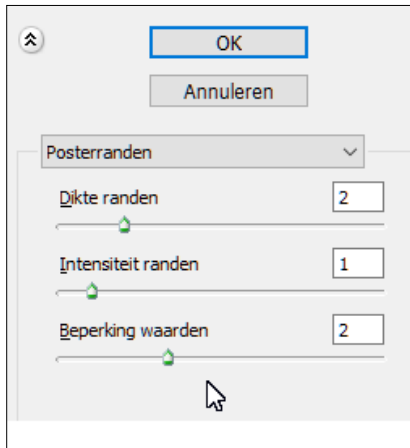 OK
Annuleren
Posterranden
Dikte randen 2
Intensiteit randen 1
Beperking waarden 2